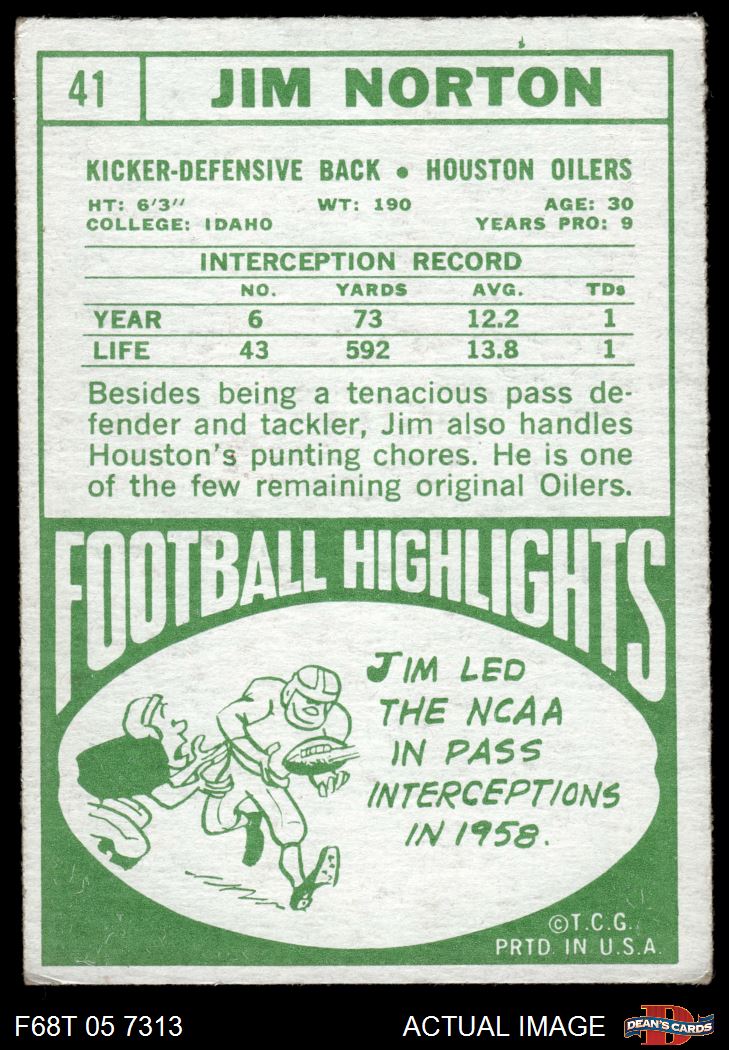 41 JIM NORTON
KICKER-DEFENSIVE BACK • HOUSTON OILERS
HT: 6'3" WT: 190 AGE: 30
COLLEGE: IDAHO YEARS PRO: 9
INTERCEPTION RECORD
NO. YARDS AVG. TDs
YEAR 6 73 12.2 1
LIFE 43 592 13.8 1
Besides being a tenacious pass de-
fender and tackler, Jim also handles
Houston's punting chores. He is one
of the few remaining original Oilers.
FOOTBALL HIGHLIGHTS
JIM LED
THE NCAA
IN PASS
INTERCEPTIONS
IN 1958.
©T.C.G.
PRTD. IN U.S.A.
F68T 05 7313 ACTUAL IMAGE DEAN'S CARDS